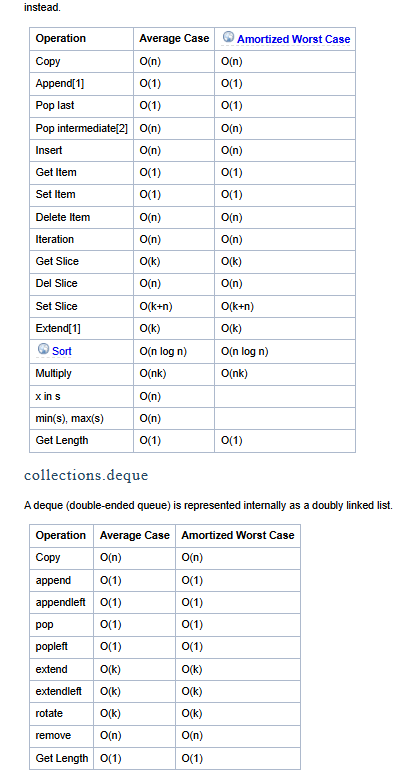 instead.
Operation Average Case Amortized Worst Case
Copy O(n) O(n)
Append[1] O(1) O(1)
Pop last O(1) O(1)
Pop intermediate[2] O(n) O(n)
Insert O(n) O(n)
Get Item O(1) O(1)
Set Item O(1) O(1)
Delete Item O(n) O(n)
Iteration O(n) O(n)
Get Slice O(k) O(k)
Del Slice O(n) O(n)
Set Slice O(k+n) O(k+n)
Extend[1] O(k) O(k)
Sort O(n log n) O(n log n)
Multiply O(nk) O(nk)
x in s O(n)
min(s), max(s) O(n)
Get Length O(1) O(1)
collections.deque
A deque (double-ended queue) is represented internally as a doubly linked list.
Operation Average Case Amortized Worst Case
Copy O(n) O(n)
append O(1) O(1)
appendleft O(1) O(1)
pop O(1) O(1)
popleft O(1) O(1)
extend O(k) O(k)
extendleft O(k) O(k)
rotate O(k) O(k)
remove O(n) O(n)
Get Length O(1) O(1)